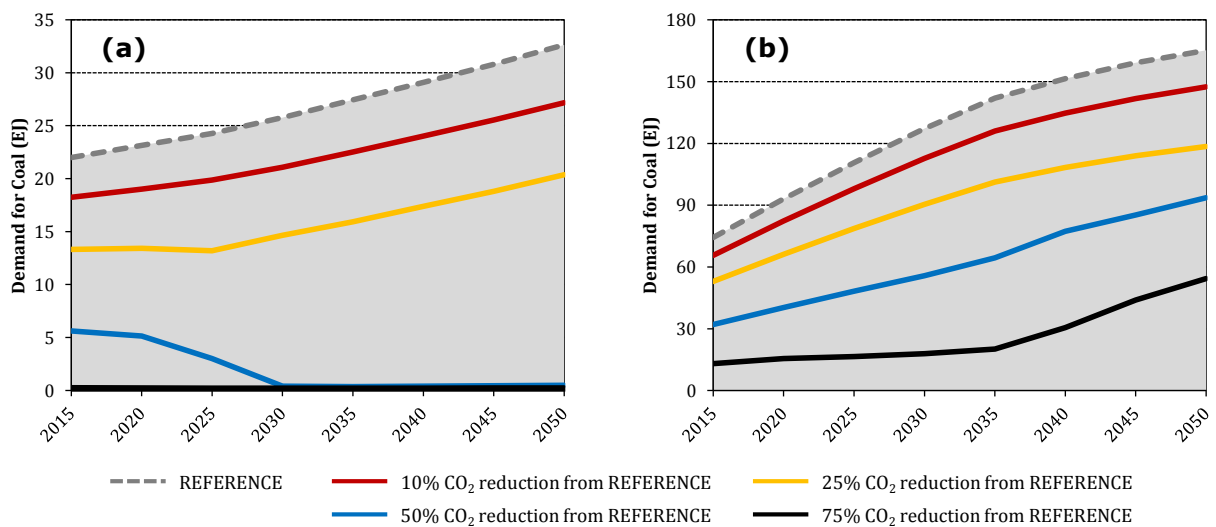 (a)
Demand for Coal (EJ)
35
30
25
20
15
10
5
0
2015 2020 2025 2030 2035 2040 2045 2050
(b)
Demand for Coal (EJ)
180
150
120
90
60
30
0
2015 2020 2025 2030 2035 2040 2045 2050
REFERENCE
10% CO₂ reduction from REFERENCE
25% CO₂ reduction from REFERENCE
50% CO₂ reduction from REFERENCE
75% CO₂ reduction from REFERENCE